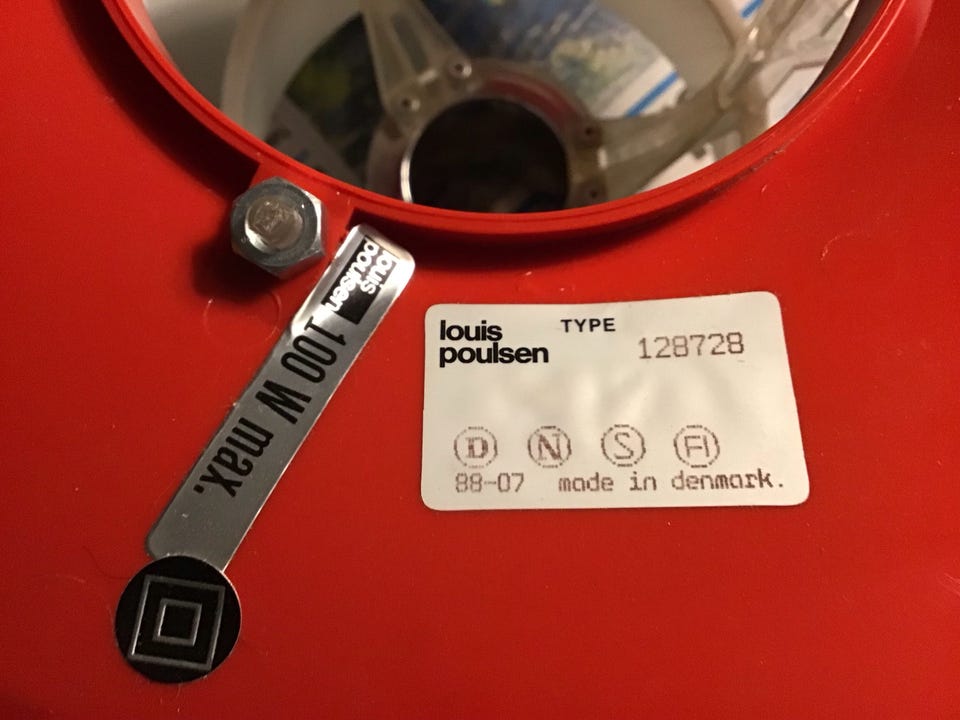 louis
poulsen
100 W max.
louis
poulsen
TYPE
128728
D N S FI
88-07 made in denmark.